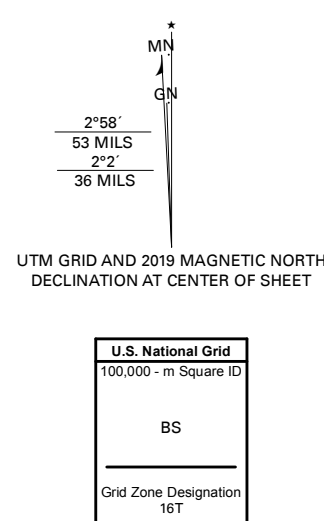 MN
GN
2°58´
53 MILS
2°2´
36 MILS
UTM GRID AND 2019 MAGNETIC NORTH
DECLINATION AT CENTER OF SHEET
U.S. National Grid
100,000 - m Square ID
BS
Grid Zone Designation
16T